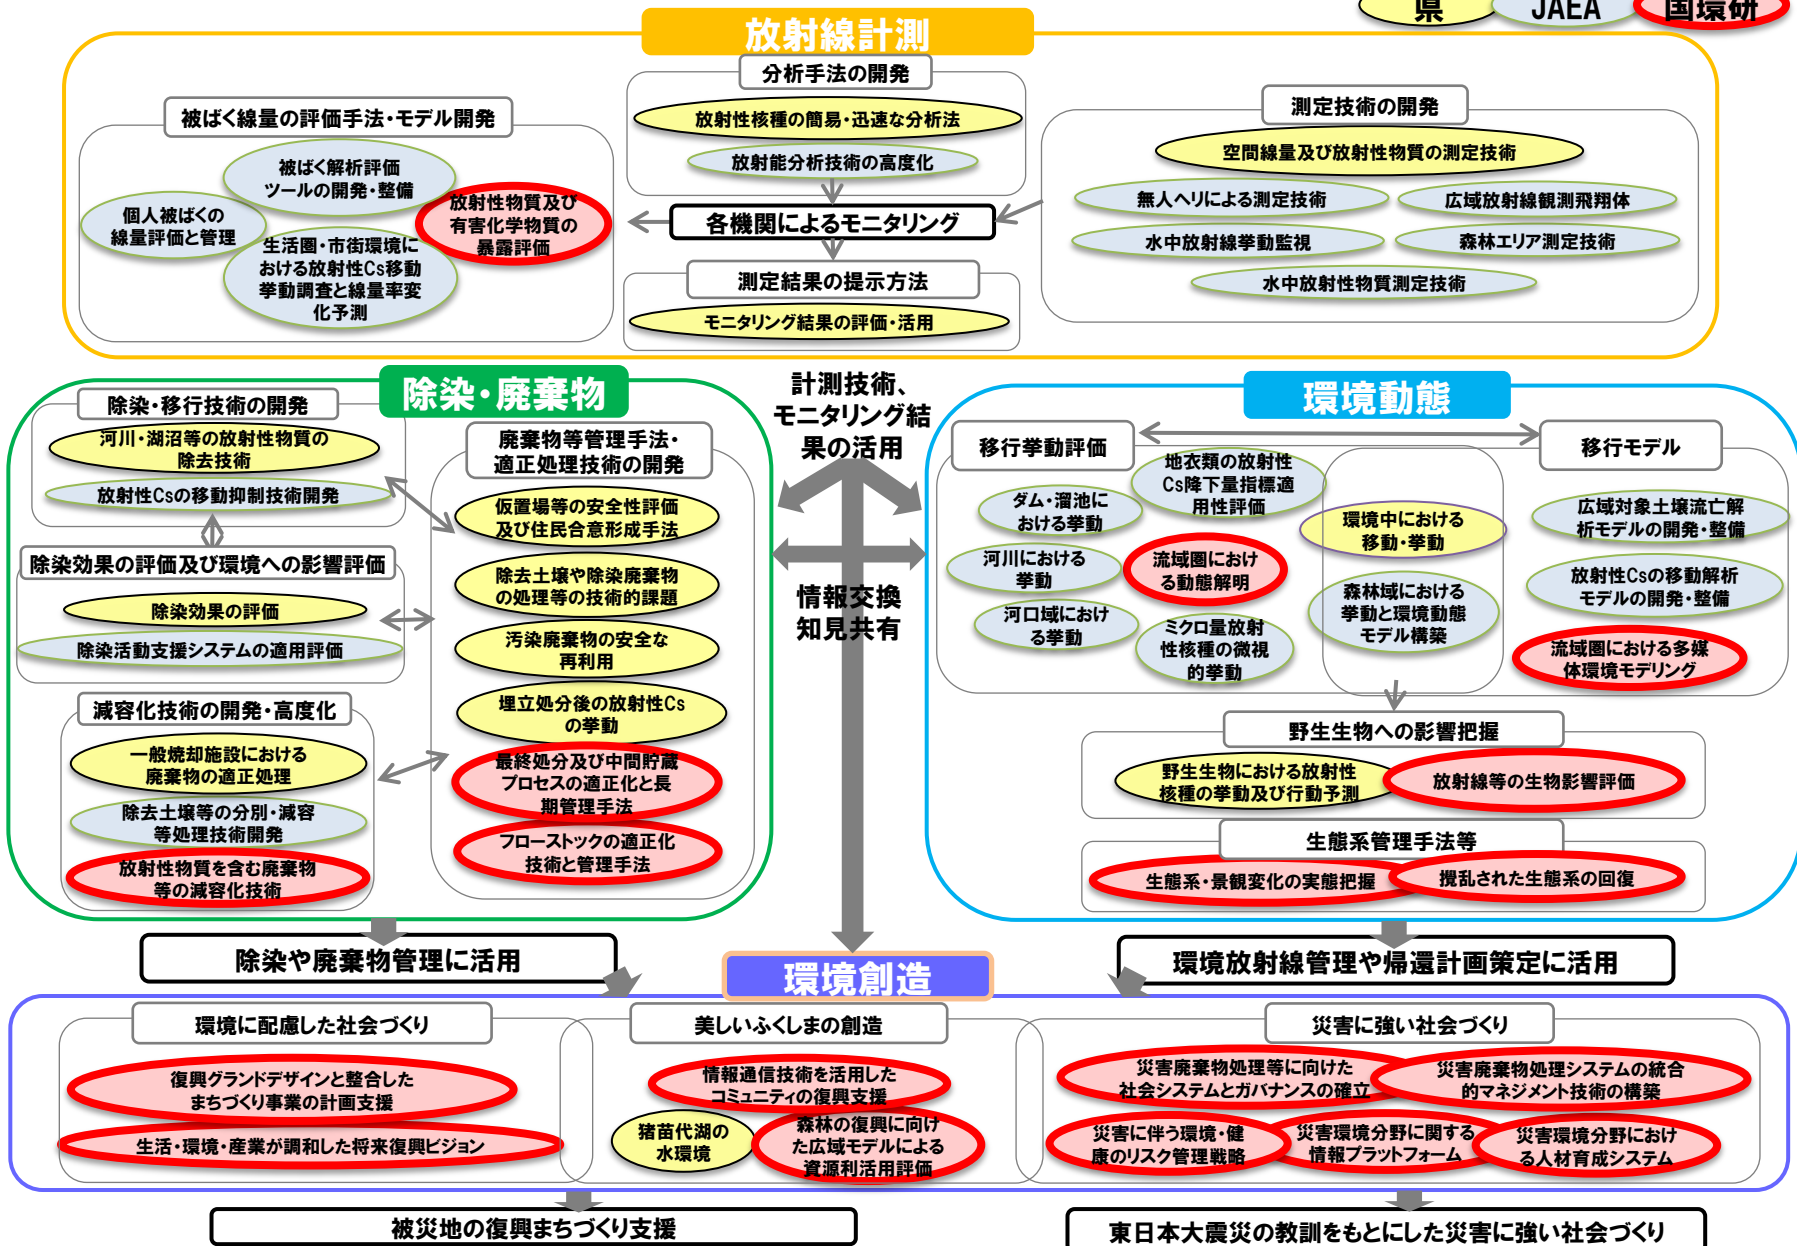 県
JAEA
国環研
放射線計測
分析手法の開発
放射性核種の簡易・迅速な分析法
放射能分析技術の高度化
被ばく線量の評価手法・モデル開発
被ばく解析評価
ツールの開発・整備
個人被ばくの
線量評価と管理
放射性物質及び
有害化学物質の
暴露評価
生活圏・市街環境に
おける放射性Cs移動
挙動調査と線量率変
化予測
各機関によるモニタリング
測定結果の提示方法
モニタリング結果の評価・活用
測定技術の開発
空間線量及び放射性物質の測定技術
無人ヘリによる測定技術
広域放射線観測飛翔体
水中放射線挙動監視
森林エリア測定技術
水中放射性物質測定技術
除染・廃棄物
除染・移行技術の開発
河川・湖沼等の放射性物質の
除去技術
放射性Csの移動抑制技術開発
除染効果の評価及び環境への影響評価
除染効果の評価
除染活動支援システムの適用評価
減容化技術の開発・高度化
一般焼却施設における
廃棄物の適正処理
除去土壌等の分別・減容
等処理技術開発
放射性物質を含む廃棄物
等の減容化技術
廃棄物等管理手法・
適正処理技術の開発
仮置場等の安全性評価
及び住民合意形成手法
除去土壌や除染廃棄物
の処理等の技術的課題
汚染廃棄物の安全な
再利用
埋立処分後の放射性Cs
の挙動
最終処分及び中間貯蔵
プロセスの適正化と長
期管理手法
フローストックの適正化
技術と管理手法
計測技術、
モニタリング結
果の活用
情報交換
知見共有
環境動態
移行挙動評価
移行モデル
地衣類の放射性
Cs降下量指標適
用性評価
ダム・溜池に
おける挙動
河川における
挙動
流域圏におけ
る動態解明
河口域におけ
る挙動
ミクロ量放射
性核種の微視
的挙動
環境中における
移動・挙動
森林域における
挙動と環境動態
モデル構築
広域対象土壌流亡解
析モデルの開発・整備
放射性Csの移動解析
モデルの開発・整備
流域圏における多媒
体環境モデリング
野生生物への影響把握
野生生物における放射性
核種の挙動及び行動予測
放射線等の生物影響評価
生態系管理手法等
生態系・景観変化の実態把握
攪乱された生態系の回復
除染や廃棄物管理に活用
環境放射線管理や帰還計画策定に活用
環境創造
環境に配慮した社会づくり
復興グランドデザインと整合した
まちづくり事業の計画支援
生活・環境・産業が調和した将来復興ビジョン
美しいふくしまの創造
情報通信技術を活用した
コミュニティの復興支援
猪苗代湖の
水環境
森林の復興に向け
た広域モデルによる
資源利活用評価
災害に強い社会づくり
災害廃棄物処理等に向けた
社会システムとガバナンスの確立
災害廃棄物処理システムの統合
的マネジメント技術の構築
災害に伴う環境・健
康のリスク管理戦略
災害環境分野に関する
情報プラットフォーム
災害環境分野におけ
る人材育成システム
被災地の復興まちづくり支援
東日本大震災の教訓をもとにした災害に強い社会づくり